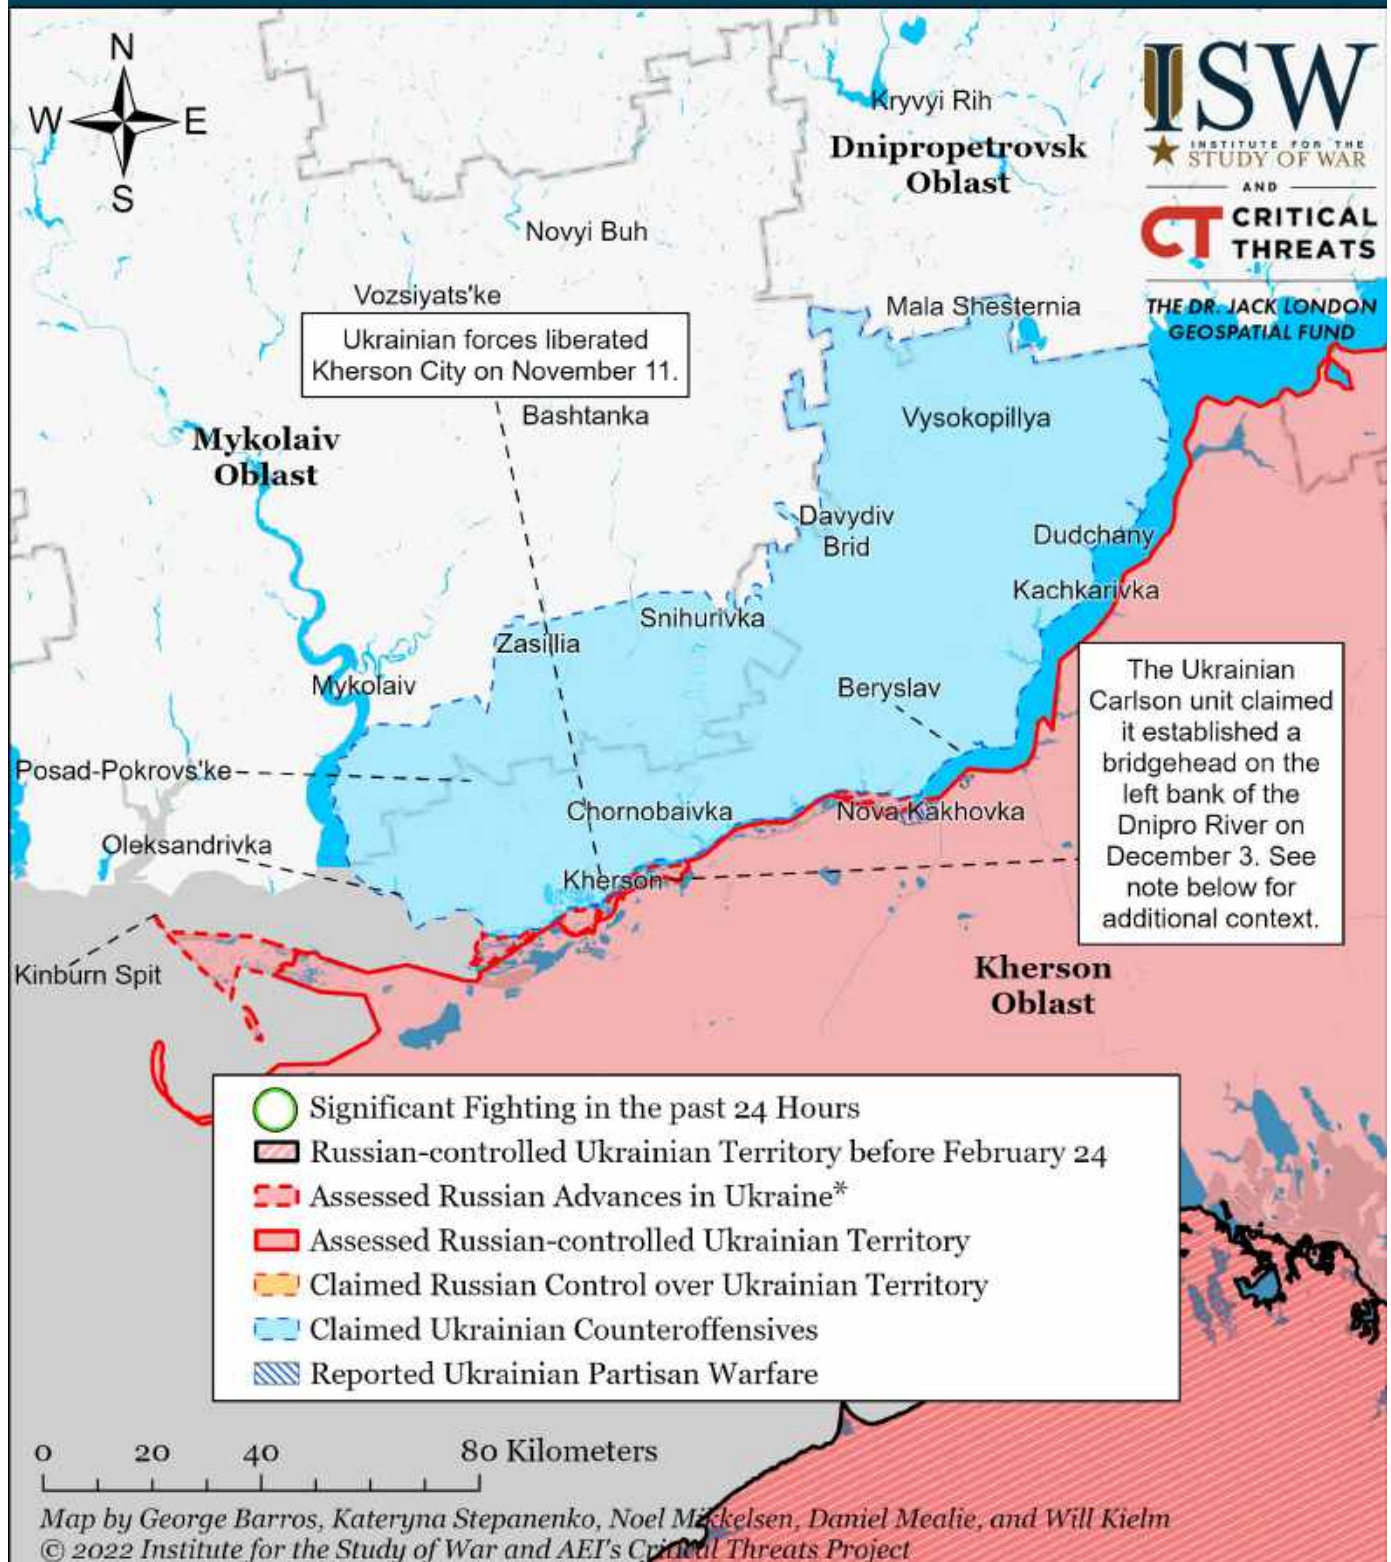 N
W E
S
ISW
INSTITUTE FOR THE
STUDY OF WAR
AND
CT CRITICAL
THREATS
THE DR. JACK LONDON
GEOSPATIAL FUND
Kryvyi Rih
Dnipropetrovsk
Oblast
Novyi Buh
Vozsiyats'ke
Mala Shesternia
Ukrainian forces liberated
Kherson City on November 11.
Bashtanka
Vysokopillya
Mykolaiv
Oblast
Davydiv
Brid
Dudchany
Kachkarivka
Snihurivka
Zasillia
Mykolaiv
Beryslav
The Ukrainian
Carlson unit claimed
it established a
bridgehead on the
left bank of the
Dnipro River on
December 3. See
note below for
additional context.
Posad-Pokrovs'ke
Chornobaivka
Nova Kakhovka
Oleksandrivka
Kherson
Kinburn Spit
Kherson
Oblast
Significant Fighting in the past 24 Hours
Russian-controlled Ukrainian Territory before February 24
Assessed Russian Advances in Ukraine*
Assessed Russian-controlled Ukrainian Territory
Claimed Russian Control over Ukrainian Territory
Claimed Ukrainian Counteroffensives
Reported Ukrainian Partisan Warfare
0 20 40 80 Kilometers
Map by George Barros, Kateryna Stepanenko, Noel Mikkelsen, Daniel Mealie, and Will Kielm
© 2022 Institute for the Study of War and AEI's Critical Threats Project